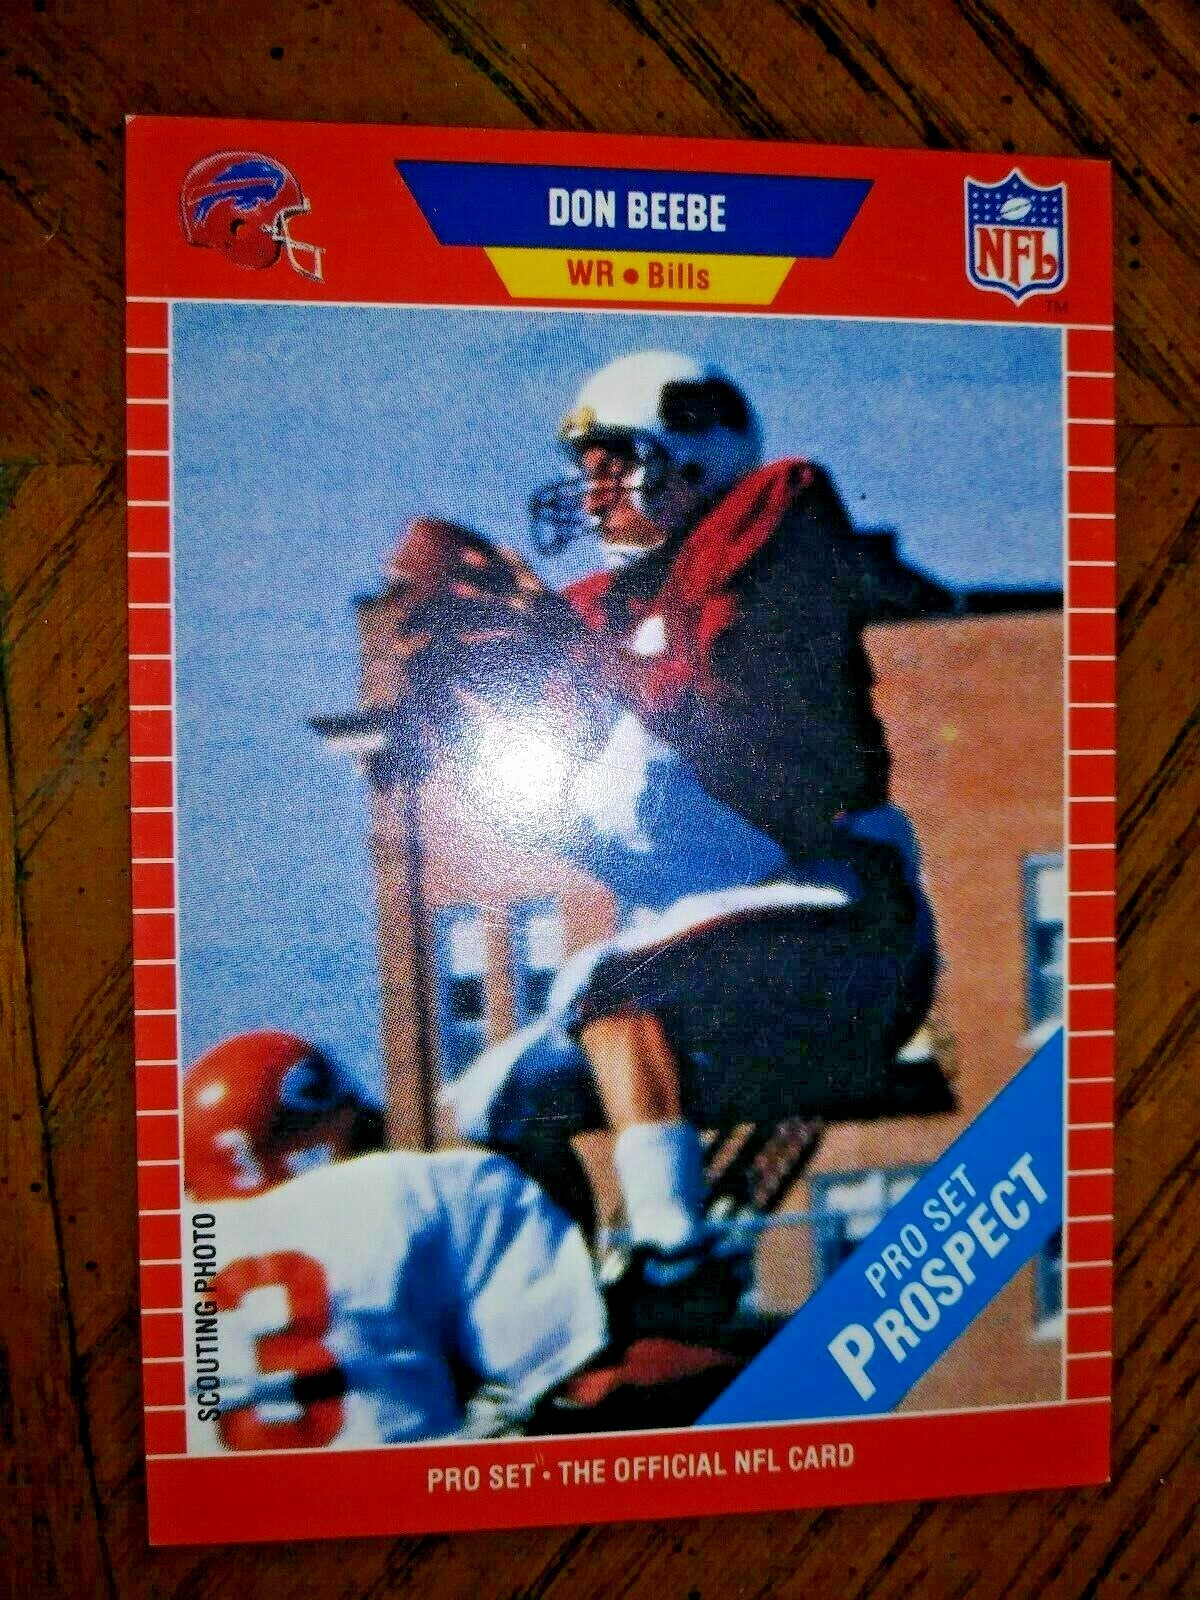 DON BEEBE
WR • Bills
NFL
TM
SCOUTING PHOTO
3
PRO SET
PROSPECT
PRO SET • THE OFFICIAL NFL CARD